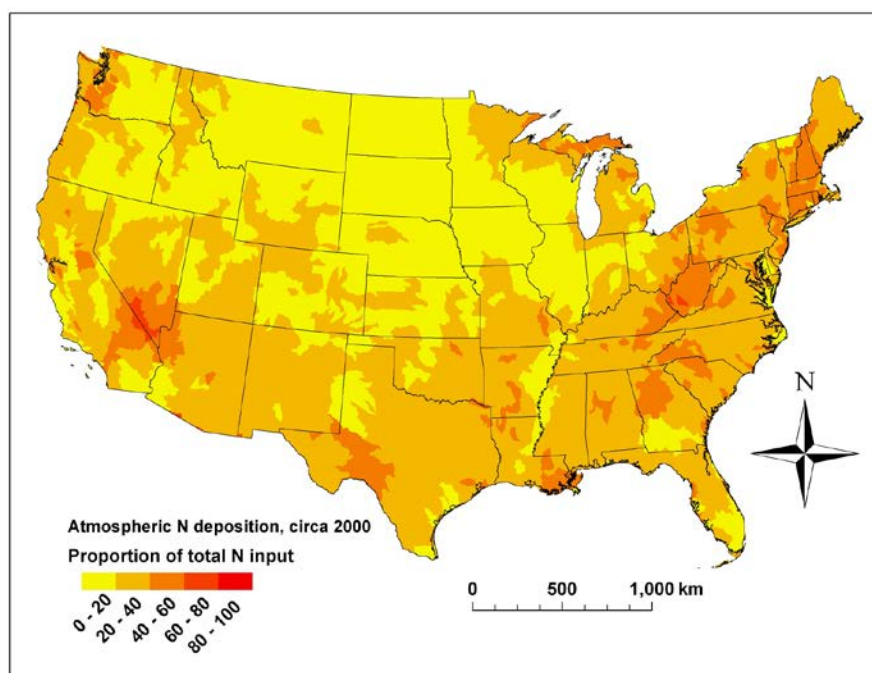 N
Atmospheric N deposition, circa 2000
Proportion of total N input
0 - 20
20 - 40
40 - 60
60 - 80
80 - 100
0 500 1,000 km